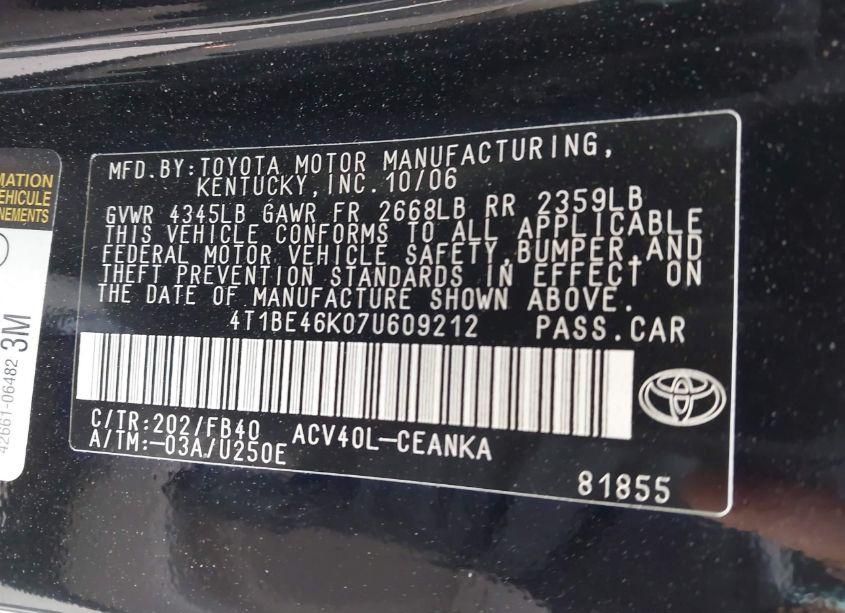 MATION
VÉHICULE
NEMENTS
42661-06482 3M
MFD.BY:TOYOTA MOTOR MANUFACTURING,
KENTUCKY,INC.10/06
GVWR 4345LB GAWR FR 2668LB RR 2359LB
THIS VEHICLE CONFORMS TO ALL APPLICABLE
FEDERAL MOTOR VEHICLE SAFETY,BUMPER,AND
THEFT PREVENTION STANDARDS IN EFFECT ON
THE DATE OF MANUFACTURE SHOWN ABOVE.
4T1BE46K07U609212 PASS.CAR
C/TR:202/FB40 ACV40L-CEANKA
A/TM:-03A/U250E
81855